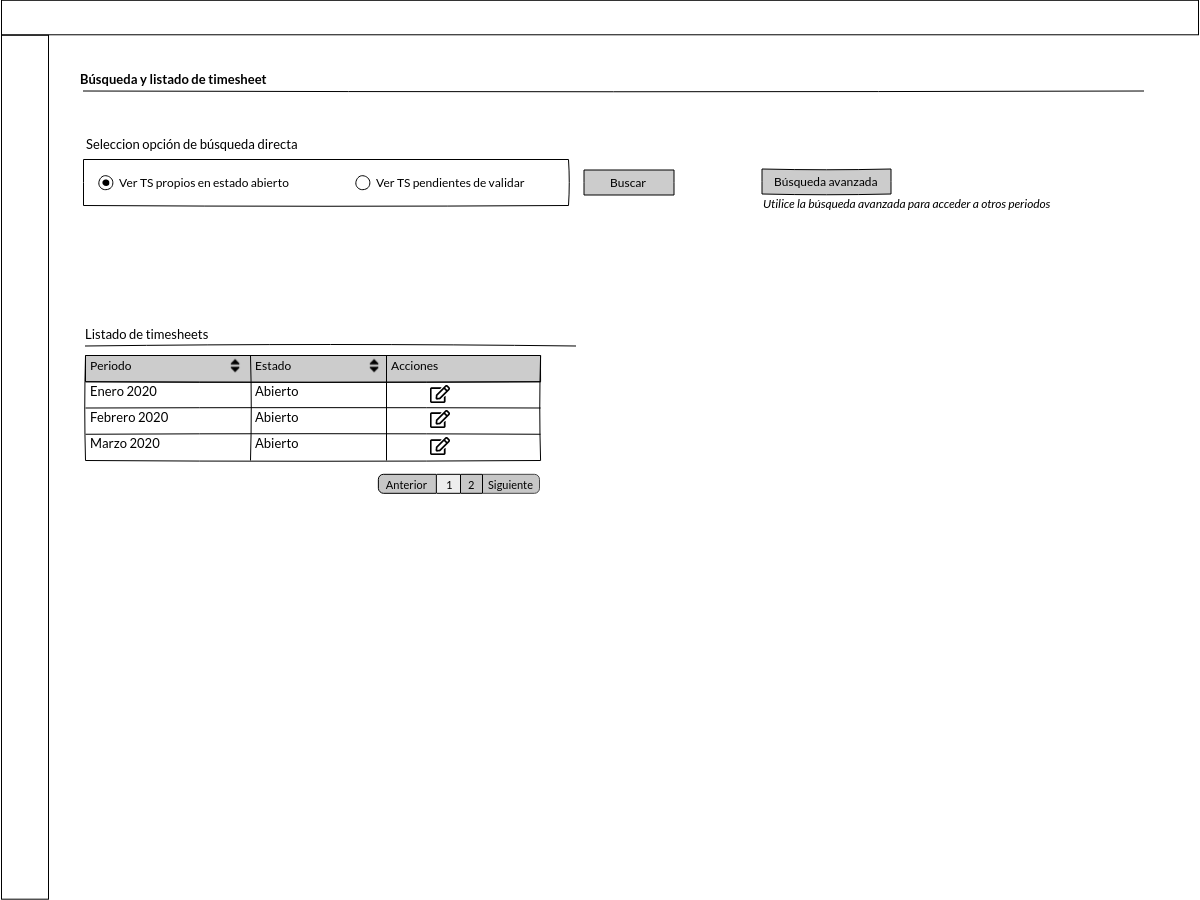 Búsqueda y listado de timesheet
Seleccion opción de búsqueda directa
Ver TS propios en estado abierto Ver TS pendientes de validar Buscar Búsqueda avanzada
Utilice la búsqueda avanzada para acceder a otros periodos
Listado de timesheets
Periodo Estado Acciones
Enero 2020 Abierto
Febrero 2020 Abierto
Marzo 2020 Abierto
Anterior 1 2 Siguiente